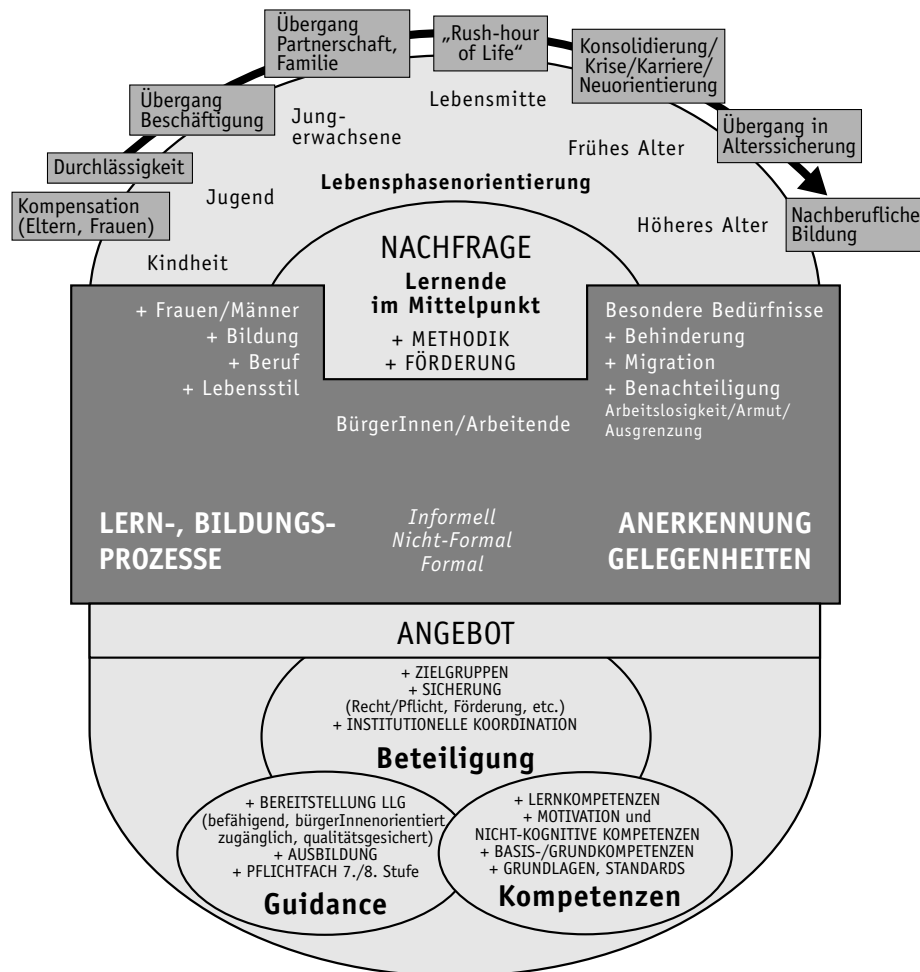 Übergang
Partnerschaft,
Familie
„Rush-hour
of Life“
Konsolidierung/
Krise/Karriere/
Neuorientierung
Übergang
Beschäftigung
Jung-
erwachsene
Lebensmitte
Übergang in
Alterssicherung
Durchlässigkeit
Frühes Alter
Kompensation
(Eltern, Frauen)
Jugend
Lebensphasenorientierung
Höheres Alter
Nachberufliche
Bildung
Kindheit
NACHFRAGE
Lernende
im Mittelpunkt
+ METHODIK
+ FÖRDERUNG
+ Frauen/Männer
+ Bildung
+ Beruf
+ Lebensstil
Besondere Bedürfnisse
+ Behinderung
+ Migration
+ Benachteiligung
Arbeitslosigkeit/Armut/
Ausgrenzung
BürgerInnen/Arbeitende
LERN-, BILDUNGS-
PROZESSE
Informell
Nicht-Formal
Formal
ANERKENNUNG
GELEGENHEITEN
ANGEBOT
+ ZIELGRUPPEN
+ SICHERUNG
(Recht/Pflicht, Förderung, etc.)
+ INSTITUTIONELLE KOORDINATION
Beteiligung
+ BEREITSTELLUNG LLG
(befähigend, bürgerInnenorientiert
zugänglich, qualitätsgesichert)
+ AUSBILDUNG
+ PFLICHTFACH 7./8. Stufe
Guidance
+ LERNKOMPETENZEN
+ MOTIVATION und
NICHT-KOGNITIVE KOMPETENZEN
+ BASIS-/GRUNDKOMPETENZEN
+ GRUNDLAGEN, STANDARDS
Kompetenzen